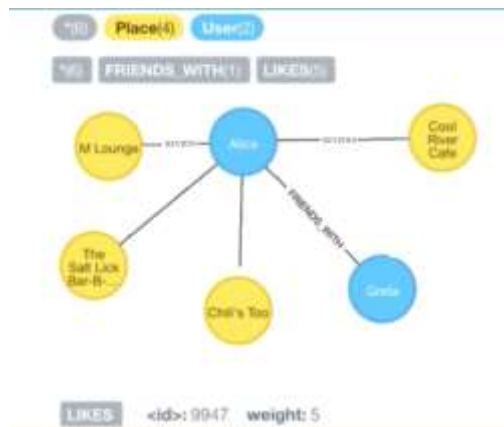 *(6) Place(4) User(2)
FRIENDS_WITH(1) LIKES(5)
M Lounge
Alice
Cool
River
Cafe
FRIENDS_WITH
The
Salt Lick
Bar-B-...
Chili's Too
Greta
LIKES <id>: 9947 weight: 5